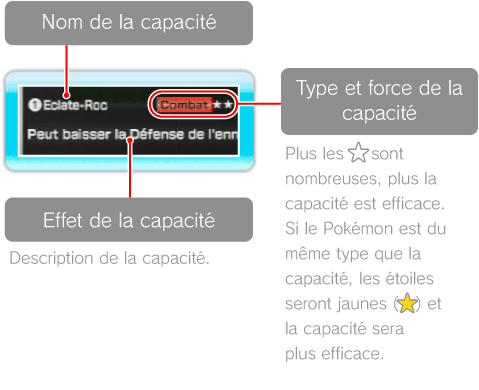 Nom de la capacité
❶Eclate-Roc Combat ★★
Peut baisser la Défense de l'enn
Type et force de la
capacité
Effet de la capacité
Description de la capacité.
Plus les ☆ sont
nombreuses, plus la
capacité est efficace.
Si le Pokémon est du
même type que la
capacité, les étoiles
seront jaunes (★) et
la capacité sera
plus efficace.